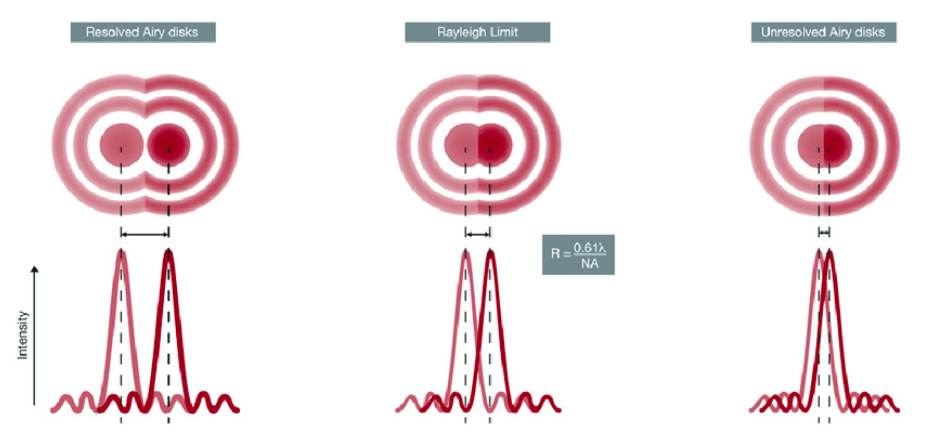 Resolved Airy disks
Rayleigh Limit
Unresolved Airy disks
R = 0.61λ
NA
Intensity